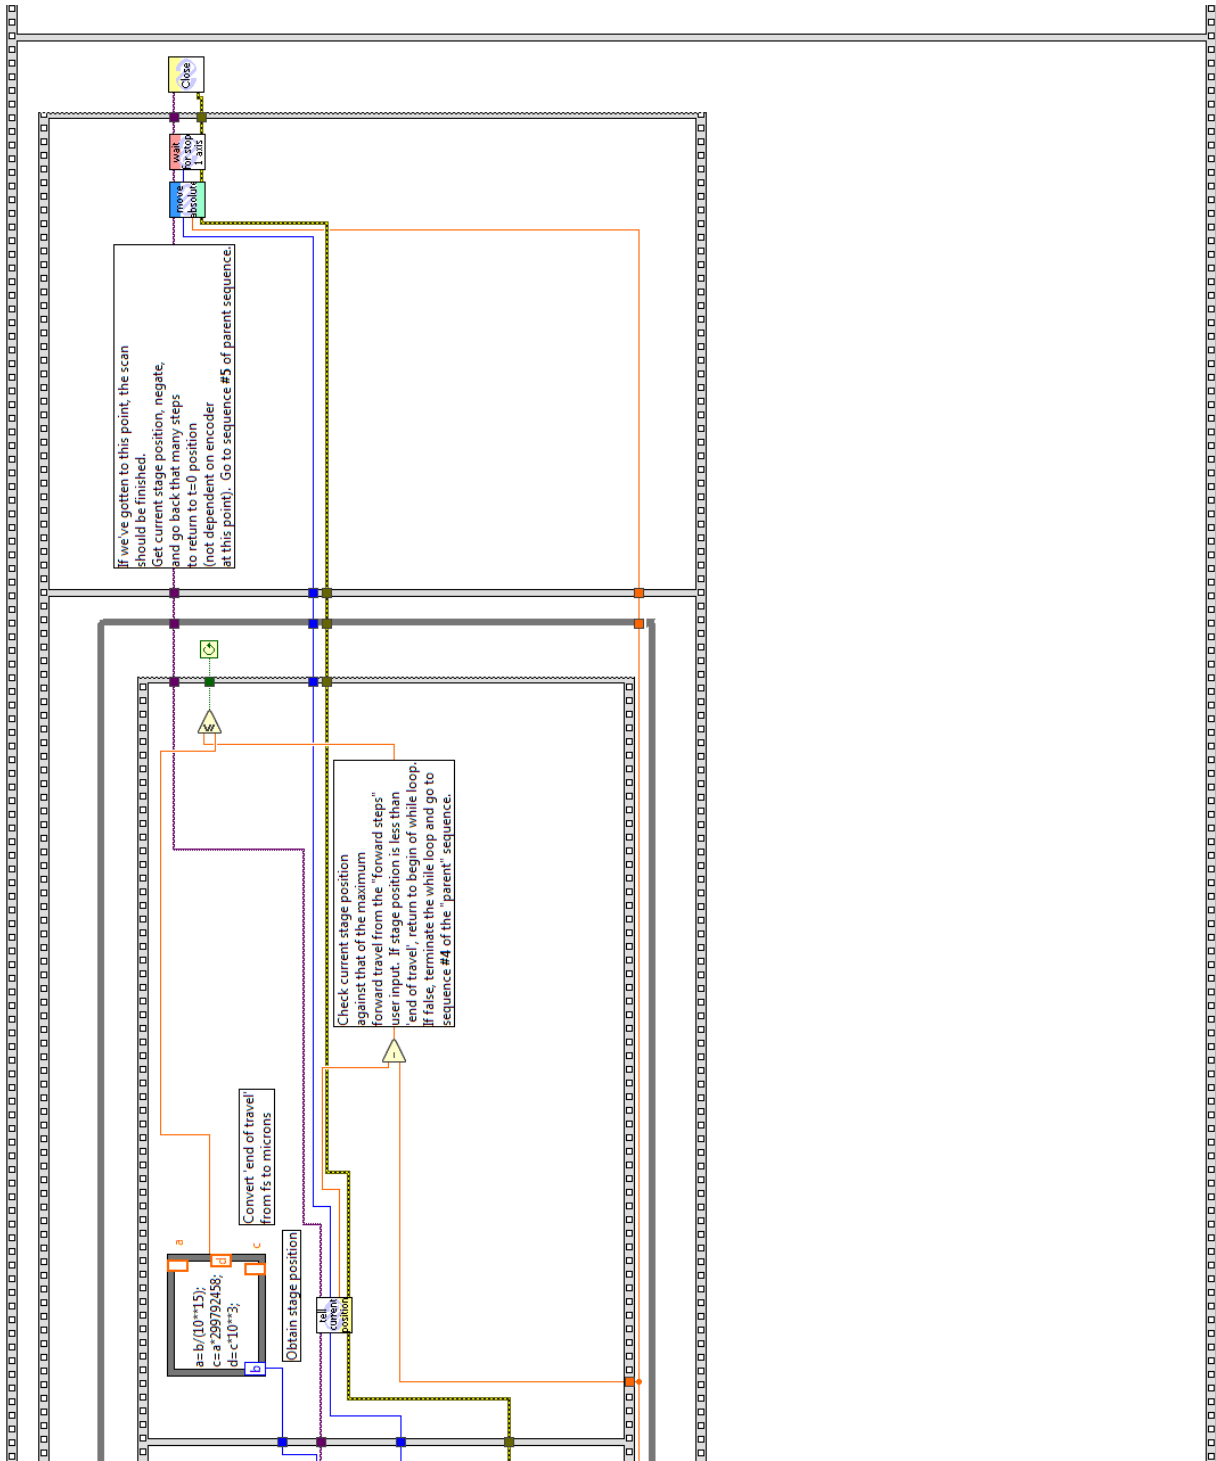 Close
wait
for stop
1 axis
move
absolute
If we've gotten to this point, the scan
should be finished.
Get current stage position, negate,
and go back that many steps
to return to t=0 position
(not dependent on encoder
at this point).  Go to sequence #5 of parent sequence.
Check current stage position
against that of the maximum
forward travel from the "forward steps"
user input.  If stage position is less than
'end of travel', return to begin of while loop.
If false, terminate the while loop and go to
sequence #4 of the "parent" sequence.
Convert 'end of travel'
from fs to microns
a
d
c
a=b/(10**15);
c=a*299792458;
d=c*10**3;
b
Obtain stage position
tell
current
position